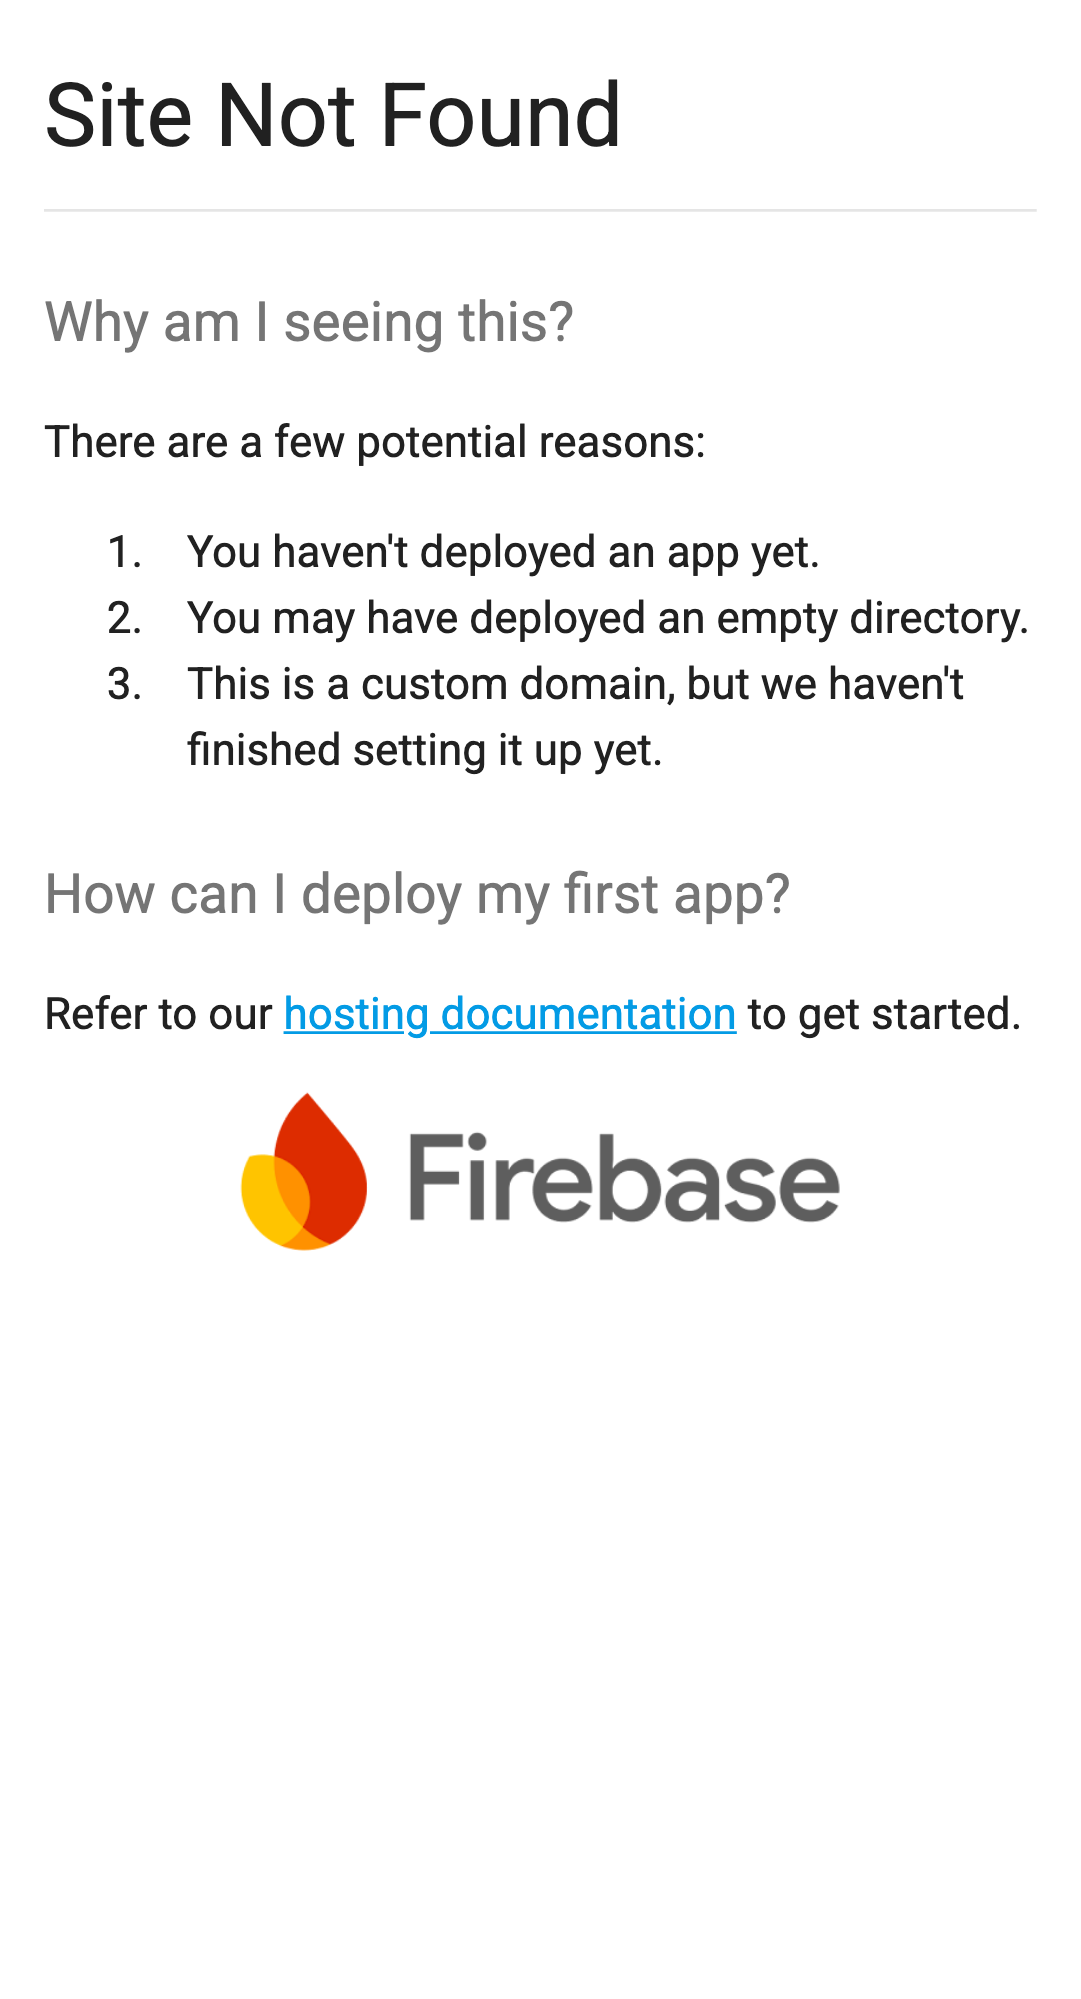 Site Not Found
Why am I seeing this?
There are a few potential reasons:
1. You haven't deployed an app yet.
2. You may have deployed an empty directory.
3. This is a custom domain, but we haven't
finished setting it up yet.
How can I deploy my first app?
Refer to our hosting documentation to get started.
Firebase